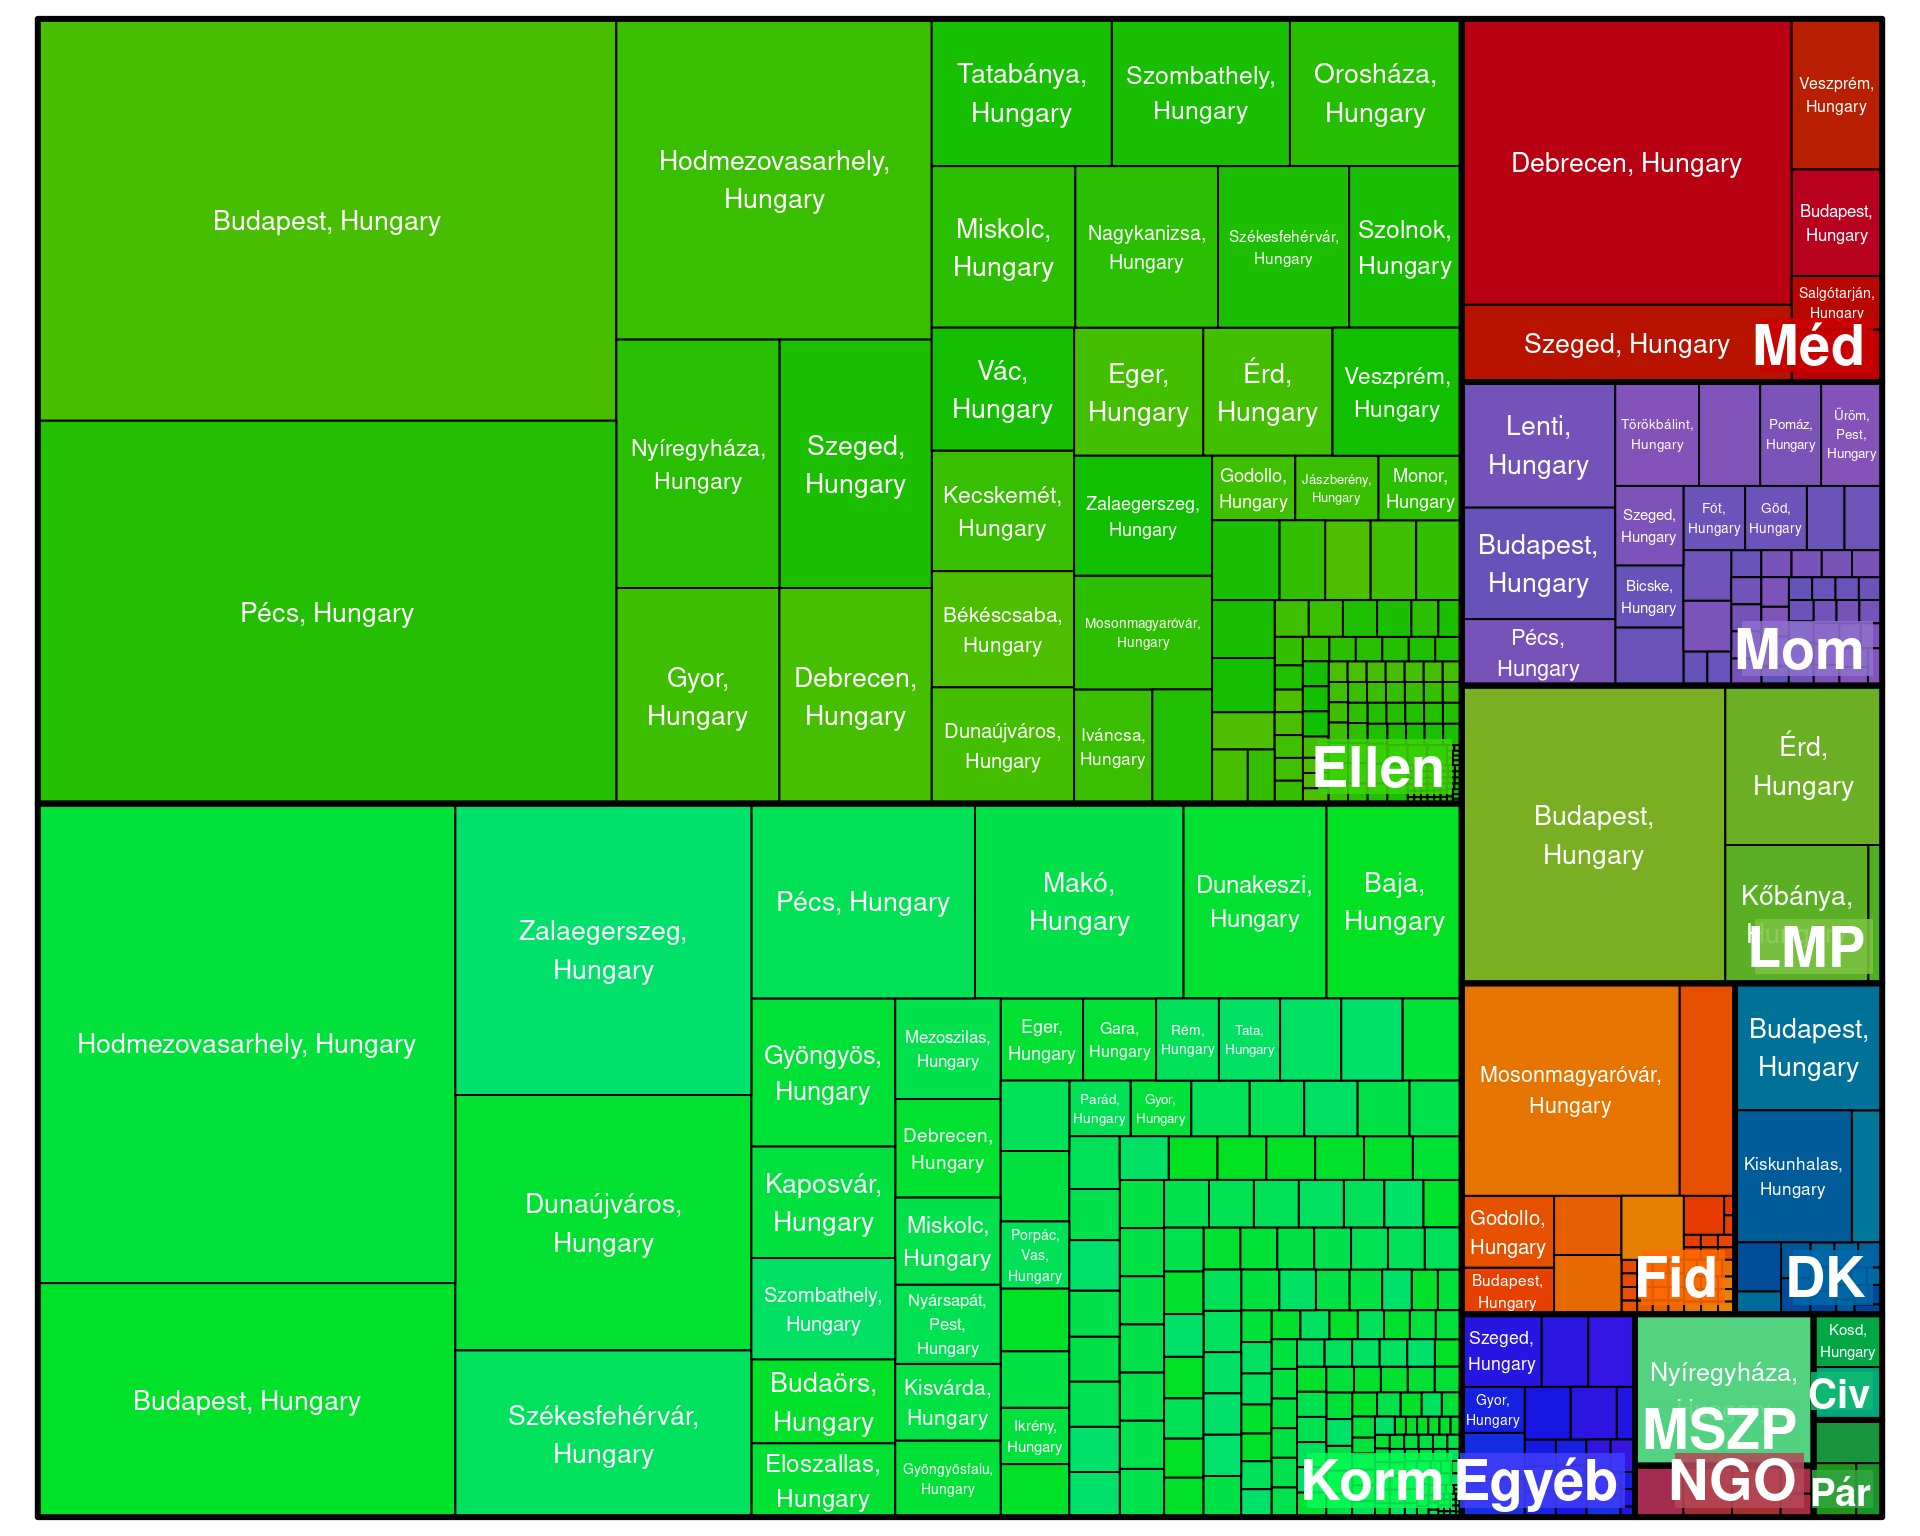 Budapest, Hungary
Pécs, Hungary
Hodmezovasarhely,
Hungary
Nyíregyháza,
Hungary
Szeged,
Hungary
Gyor,
Hungary
Debrecen,
Hungary
Tatabánya,
Hungary
Szombathely,
Hungary
Orosháza,
Hungary
Miskolc,
Hungary
Nagykanizsa,
Hungary
Székesfehérvár,
Hungary
Szolnok,
Hungary
Vác,
Hungary
Eger,
Hungary
Érd,
Hungary
Veszprém,
Hungary
Kecskemét,
Hungary
Zalaegerszeg,
Hungary
Godollo,
Hungary
Jászberény,
Hungary
Monor,
Hungary
Békéscsaba,
Hungary
Mosonmagyaróvár,
Hungary
Dunaújváros,
Hungary
Iváncsa,
Hungary
Ellen
Hodmezovasarhely, Hungary
Budapest, Hungary
Zalaegerszeg,
Hungary
Dunaújváros,
Hungary
Székesfehérvár,
Hungary
Pécs, Hungary
Makó,
Hungary
Dunakeszi,
Hungary
Baja,
Hungary
Gyöngyös,
Hungary
Kaposvár,
Hungary
Szombathely,
Hungary
Budaörs,
Hungary
Eloszallas,
Hungary
Mezoszilas,
Hungary
Debrecen,
Hungary
Miskolc,
Hungary
Nyársapát,
Pest,
Hungary
Kisvárda,
Hungary
Gyöngyösfalu,
Hungary
Eger,
Hungary
Gara,
Hungary
Rém,
Hungary
Tata,
Hungary
Parád,
Hungary
Gyor,
Hungary
Porpác,
Vas,
Hungary
Ikrény,
Hungary
Korm
Debrecen, Hungary
Szeged, Hungary
Veszprém,
Hungary
Budapest,
Hungary
Salgótarján,
Hungary
Méd
Lenti,
Hungary
Budapest,
Hungary
Pécs,
Hungary
Törökbálint,
Hungary
Pomáz,
Hungary
Üröm,
Pest,
Hungary
Szeged,
Hungary
Fót,
Hungary
Göd,
Hungary
Bicske,
Hungary
Mom
Budapest,
Hungary
Érd,
Hungary
Kőbánya,
Hungary
LMP
Mosonmagyaróvár,
Hungary
Godollo,
Hungary
Budapest,
Hungary
Fid
Budapest,
Hungary
Kiskunhalas,
Hungary
DK
Szeged,
Hungary
Gyor,
Hungary
Egyéb
Nyíregyháza,
MSZP
NGO
Kosd,
Hungary
Civ
Pár